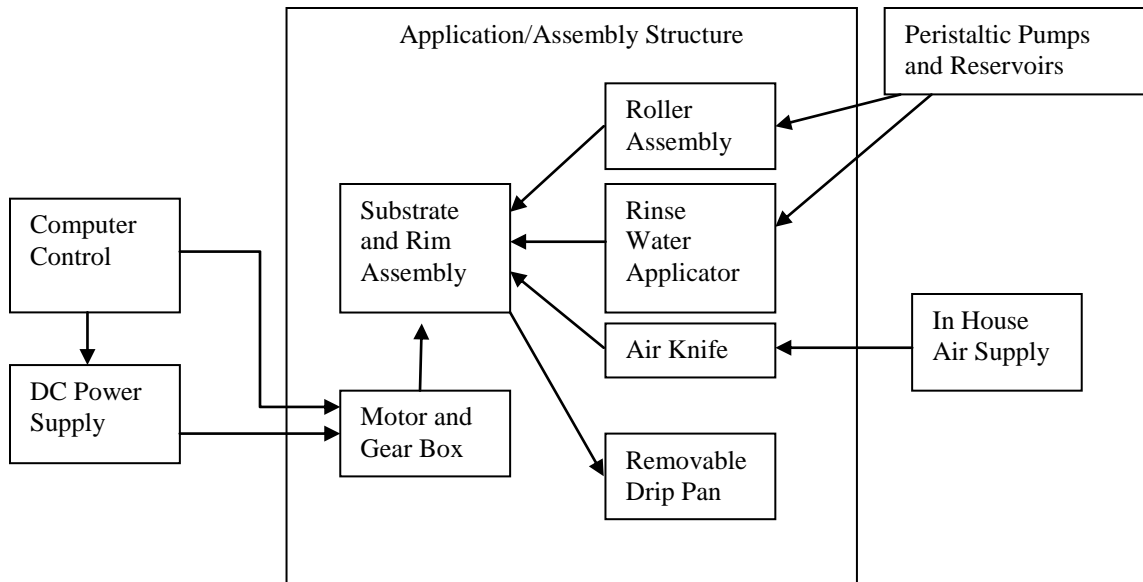 Application/Assembly Structure
Peristaltic Pumps
and Reservoirs
Roller
Assembly
Computer
Control
Substrate
and Rim
Assembly
Rinse
Water
Applicator
In House
Air Supply
Air Knife
DC Power
Supply
Motor and
Gear Box
Removable
Drip Pan